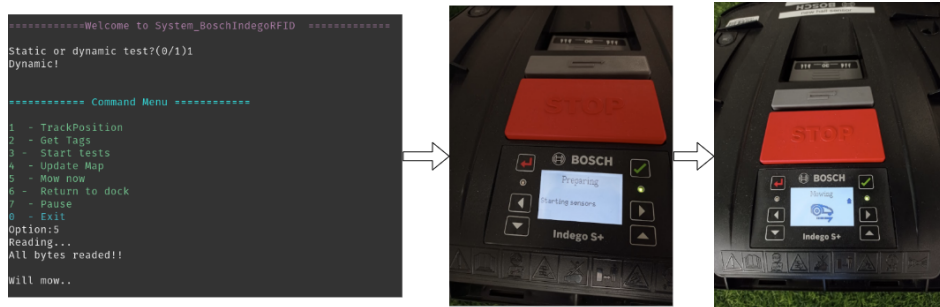 ============Welcome to System_BoschIndegoRFID =============
Static or dynamic test?(0/1)1
Dynamic!
============ Command Menu ============
1  - TrackPosition
2  - Get Tags
3 -  Start tests
4  - Update Map
5  - Mow now
6 -  Return to dock
7  - Pause
0  - Exit
Option:5
Reading...
All bytes readed!!
Will mow..
STOP
BOSCH
Preparing
Starting sensors
Indego S+
BOSCH
STOP
BOSCH
Mowing
Indego S+